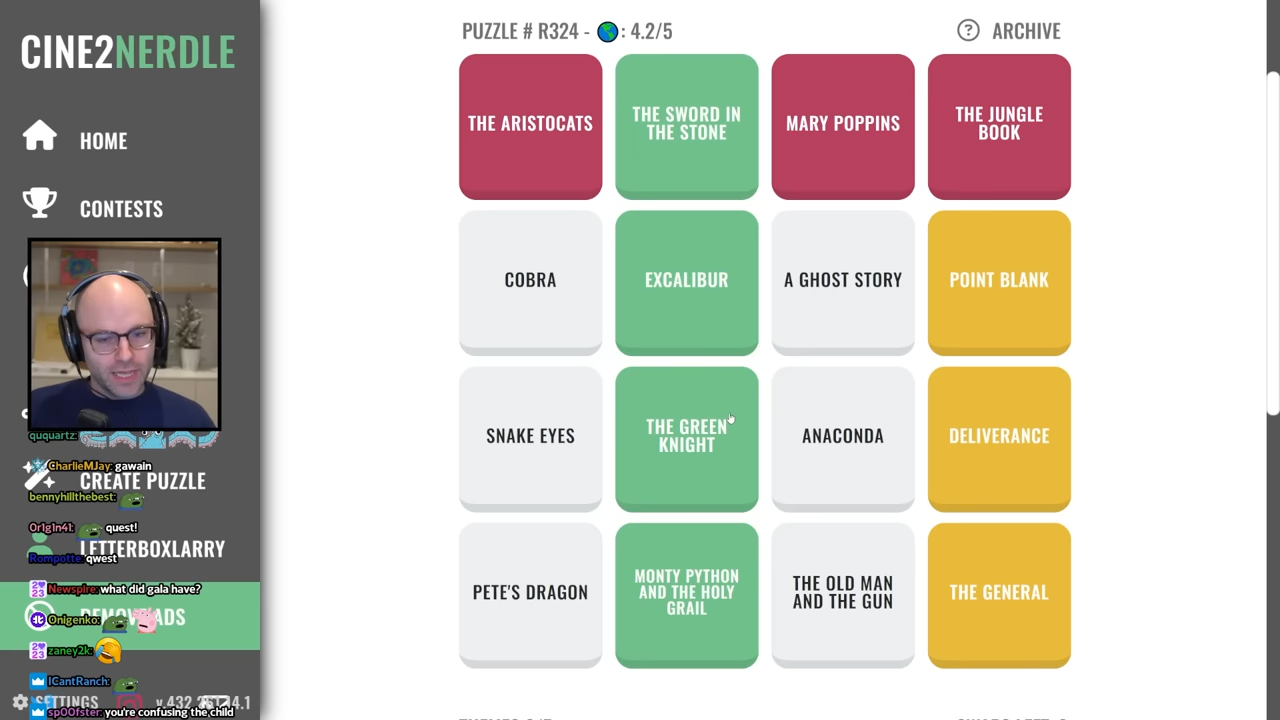 CINE2NERDLE
PUZZLE # R324 - : 4.2/5
? ARCHIVE
HOME
CONTESTS
THE ARISTOCATS
THE SWORD IN
THE STONE
MARY POPPINS
THE JUNGLE
BOOK
COBRA
EXCALIBUR
A GHOST STORY
POINT BLANK
SNAKE EYES
THE GREEN
KNIGHT
ANACONDA
DELIVERANCE
PETE'S DRAGON
MONTY PYTHON
AND THE HOLY
GRAIL
THE OLD MAN
AND THE GUN
THE GENERAL
ququartz:
CharlieMJay: gawain
CREATE PUZZLE
bennyhillthebest:
Or1g1n41: quest!
LETTERBOXLARRY
Rompotte: qwest
Newspire: what did gala have?
Onigenko:
zaney2k:
ICantRanch:
SETTINGS
sp00fster: you're confusing the child